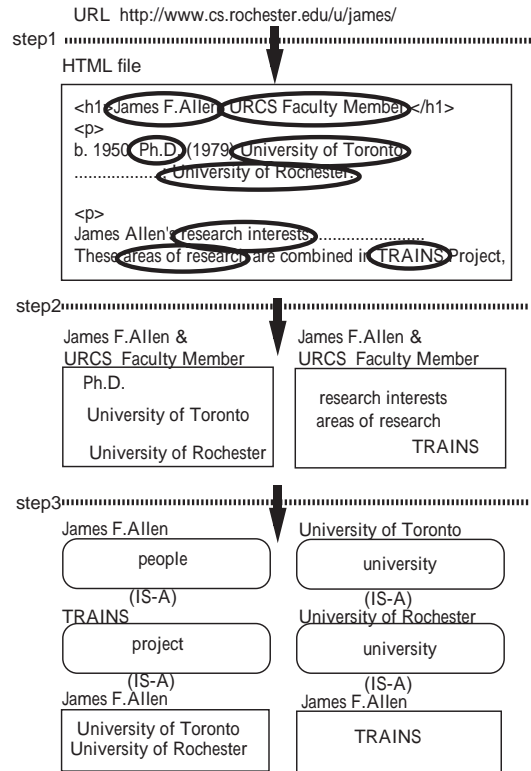 URL http://www.cs.rochester.edu/u/james/
step1
HTML file
<h1>James F.Allen URCS Faculty Member </h1>
<p>
b. 1950 Ph.D. (1979) University of Toronto
....................: University of Rochester.
<p>
James Allen's research interests ........................
These areas of research are combined in TRAINS Project,
step2
James F.Allen & James F.Allen &
URCS Faculty Member URCS Faculty Member
Ph.D.
University of Toronto
University of Rochester
research interests
areas of research
TRAINS
step3
James F.Allen University of Toronto
people university
(IS-A) (IS-A)
TRAINS University of Rochester
project university
(IS-A) (IS-A)
James F.Allen James F.Allen
University of Toronto
University of Rochester
TRAINS